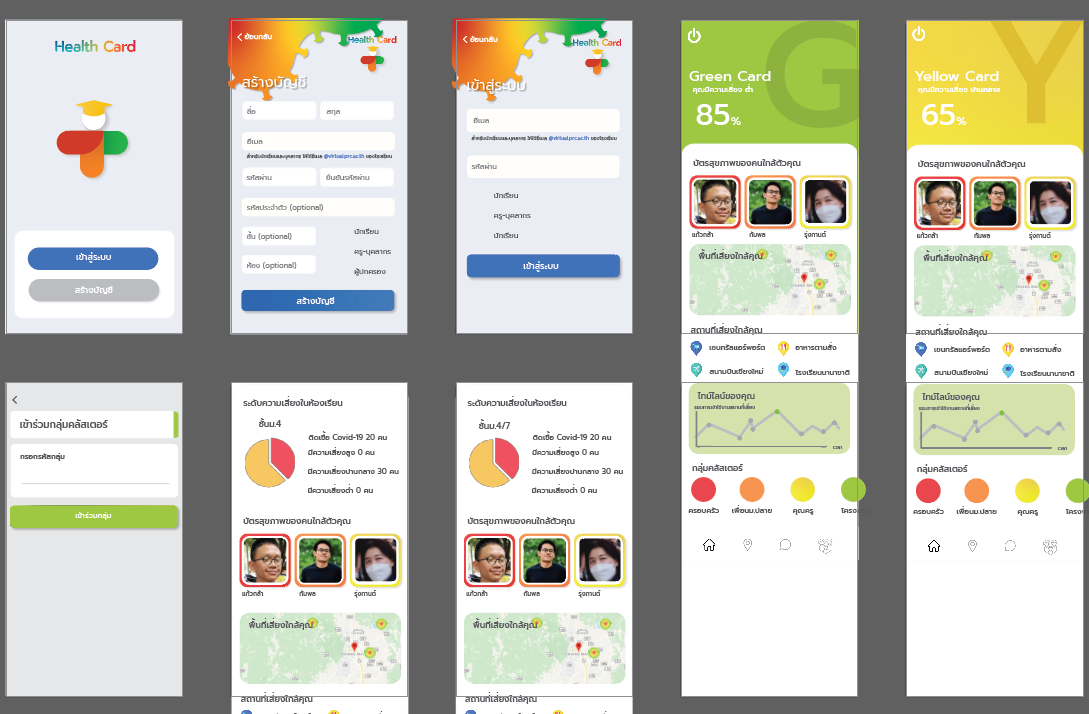 Health Card
เข้าสู่ระบบ
สร้างบัญชี
ย้อนกลับ
Health Card
สร้างบัญชี
ชื่อ
สกุล
อีเมล
สำหรับนักเรียนและบุคลากร ให้ใช้อีเมล @virtual.prc.ac.th ของโรงเรียน
รหัสผ่าน
ยืนยันรหัสผ่าน
รหัสประจำตัว (optional)
ชั้น (optional)
นักเรียน
ครู-บุคลากร
ห้อง (optional)
ผู้ปกครอง
สร้างบัญชี
ย้อนกลับ
Health Card
เข้าสู่ระบบ
อีเมล
สำหรับนักเรียนและบุคลากร ให้ใช้อีเมล @virtual.prc.ac.th ของโรงเรียน
รหัสผ่าน
นักเรียน
ครู-บุคลากร
นักเรียน
เข้าสู่ระบบ
G
Green Card
คุณมีความเสี่ยง ต่ำ
85%
บัตรสุขภาพของคนใกล้ตัวคุณ
แก้วกล้า
กันพล
รุ่งกานต์
พื้นที่เสี่ยงใกล้คุณ
สถานที่เสี่ยงใกล้คุณ
เซนทรัลแอร์พอร์ต
อาหารตามสั่ง
สนามบินเชียงใหม่
โรงเรียนนานาชาติ
ไทม์ไลน์ของคุณ
รอบการเข้าใช้งานสถานที่เสี่ยง
เวลา
กลุ่มคลัสเตอร์
ครอบครัว
เพื่อนม.ปลาย
คุณครู
โครง
Y
Yellow Card
คุณมีความเสี่ยง ปานกลาง
65%
บัตรสุขภาพของคนใกล้ตัวคุณ
แก้วกล้า
กันพล
รุ่งกานต์
พื้นที่เสี่ยงใกล้คุณ
สถานที่เสี่ยงใกล้คุณ
เซนทรัลแอร์พอร์ต
อาหารตามสั่ง
สนามบินเชียงใหม่
โรงเรียนนานาชาติ
ไทม์ไลน์ของคุณ
รอบการเข้าใช้งานสถานที่เสี่ยง
เวลา
กลุ่มคลัสเตอร์
ครอบครัว
เพื่อนม.ปลาย
คุณครู
โครง
เข้าร่วมกลุ่มคลัสเตอร์
กรอกรหัสกลุ่ม
เข้าร่วมกลุ่ม
ระดับความเสี่ยงในห้องเรียน
ชั้นม.4
ติดเชื้อ Covid-19 20 คน
มีความเสี่ยงสูง 0 คน
มีความเสี่ยงปานกลาง 30 คน
มีความเสี่ยงต่ำ 0 คน
บัตรสุขภาพของคนใกล้ตัวคุณ
แก้วกล้า
กันพล
รุ่งกานต์
พื้นที่เสี่ยงใกล้คุณ
สถานที่เสี่ยงใกล้คุณ
ระดับความเสี่ยงในห้องเรียน
ชั้นม.4/7
ติดเชื้อ Covid-19 20 คน
มีความเสี่ยงสูง 0 คน
มีความเสี่ยงปานกลาง 30 คน
มีความเสี่ยงต่ำ 0 คน
บัตรสุขภาพของคนใกล้ตัวคุณ
แก้วกล้า
กันพล
รุ่งกานต์
พื้นที่เสี่ยงใกล้คุณ
สถานที่เสี่ยงใกล้คุณ